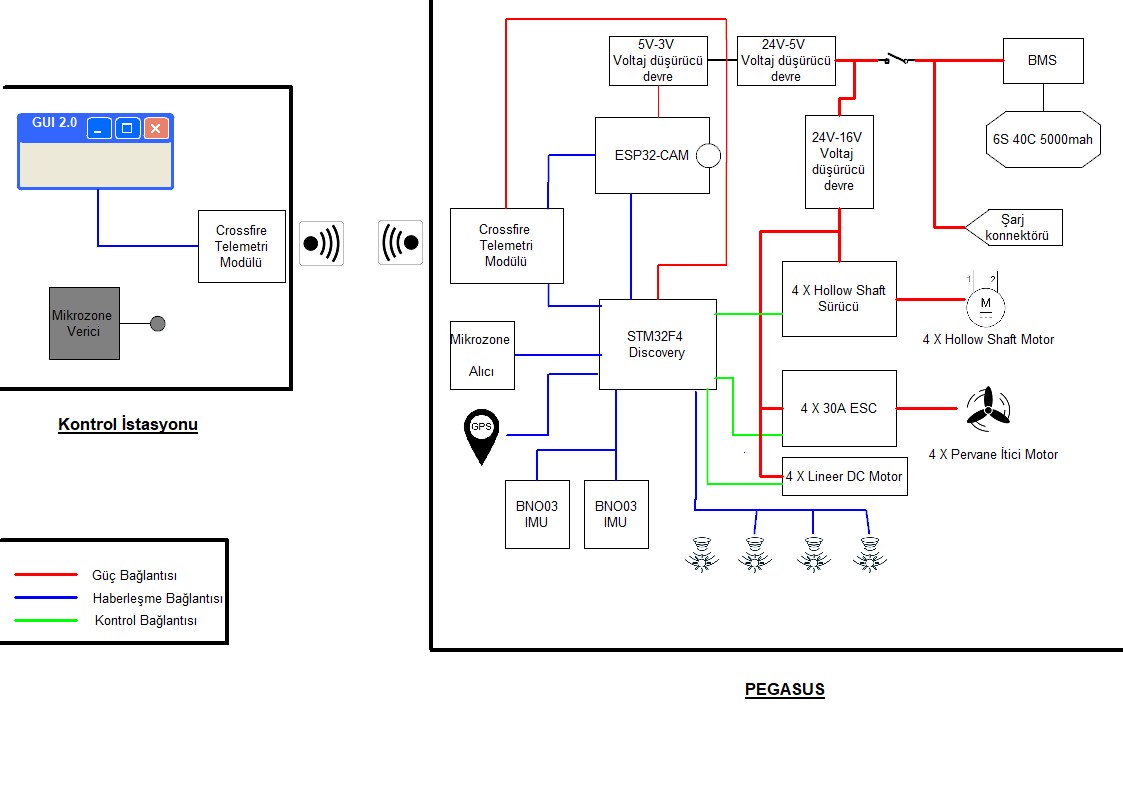 GUI 2.0
Crossfire
Telemetri
Modülü
Mikrozone
Verici
Kontrol İstasyonu
Güç Bağlantısı
Haberleşme Bağlantısı
Kontrol Bağlantısı
5V-3V
Voltaj düşürücü
devre
24V-5V
Voltaj düşürücü
devre
BMS
6S 40C 5000mah
24V-16V
Voltaj
düşürücü
devre
ESP32-CAM
Şarj
konnektörü
Crossfire
Telemetri
Modülü
4 X Hollow Shaft
Sürücü
1 2
M
4 X Hollow Shaft Motor
STM32F4
Discovery
Mikrozone
Alıcı
GPS
4 X 30A ESC
4 X Pervane İtici Motor
4 X Lineer DC Motor
BNO03
IMU
BNO03
IMU
PEGASUS